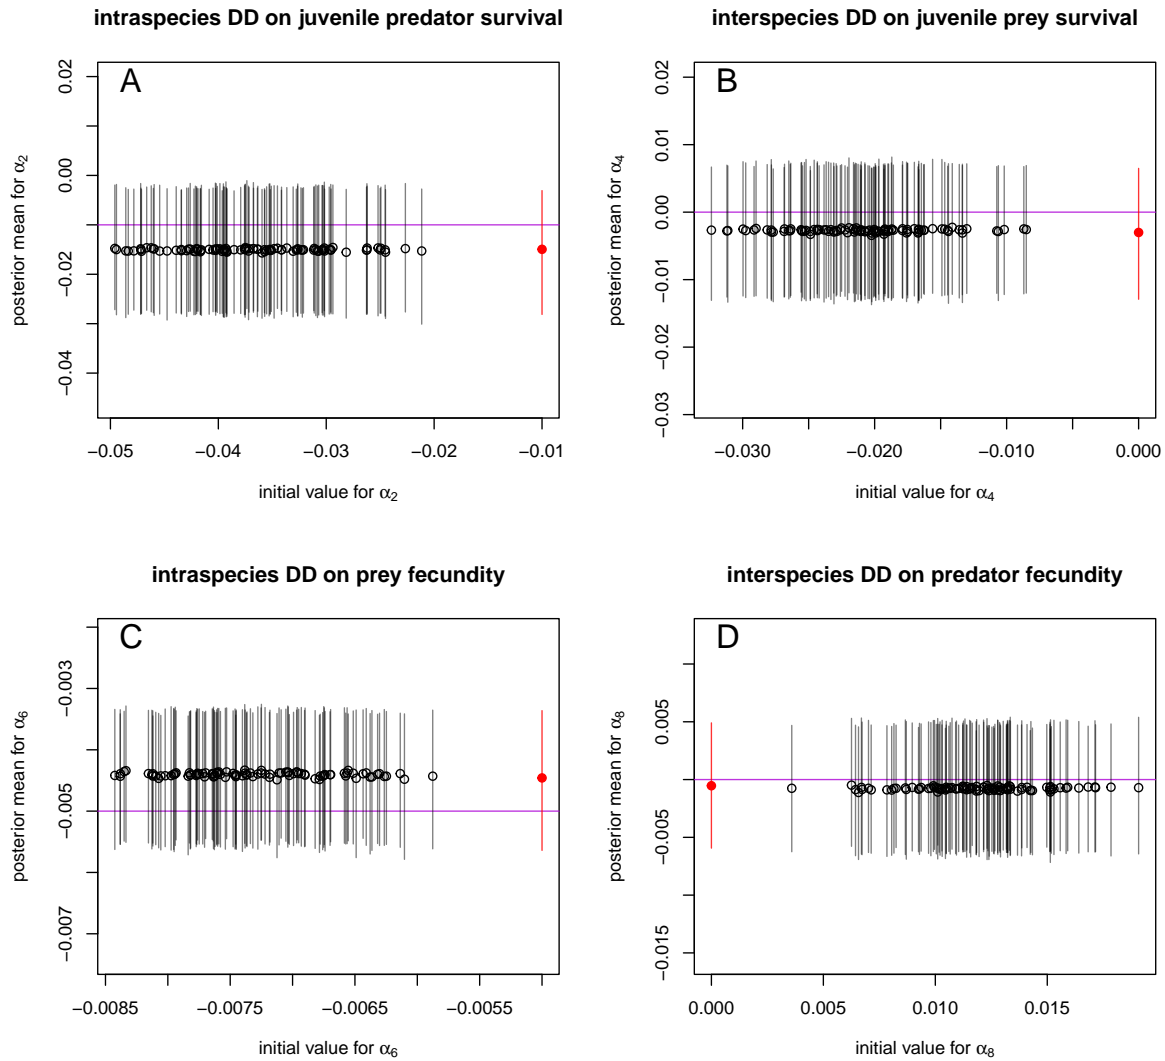 intraspecies DD on juvenile predator survival
A
0.02
0.00
−0.02
−0.04
posterior mean for α2
−0.05
−0.04
−0.03
−0.02
−0.01
initial value for α2
interspecies DD on juvenile prey survival
B
0.02
0.01
0.00
−0.01
−0.02
−0.03
posterior mean for α4
−0.030
−0.020
−0.010
0.000
initial value for α4
intraspecies DD on prey fecundity
C
−0.003
−0.005
−0.007
posterior mean for α6
−0.0085
−0.0075
−0.0065
−0.0055
initial value for α6
interspecies DD on predator fecundity
D
0.005
−0.005
−0.015
posterior mean for α8
0.000
0.005
0.010
0.015
initial value for α8